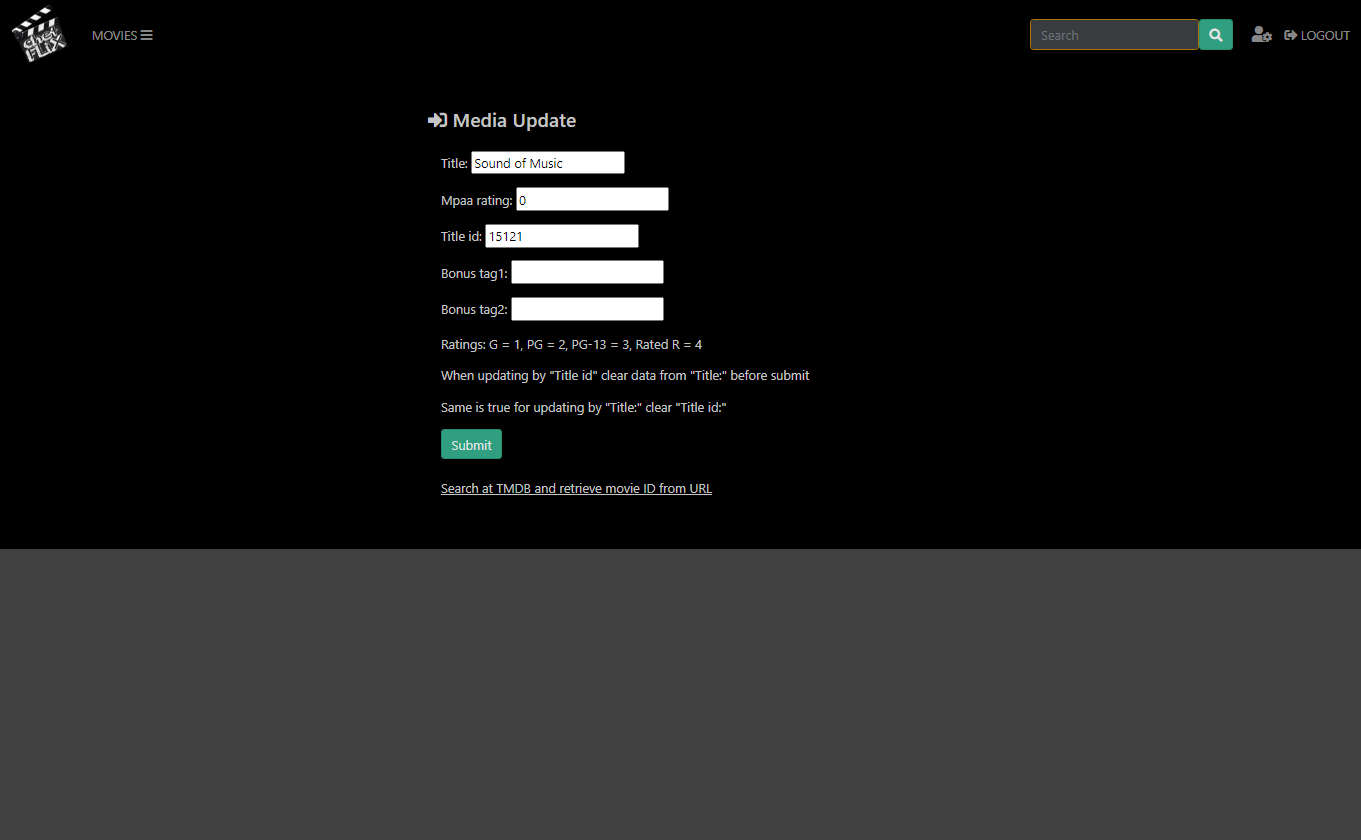 chef FLIX
MOVIES
Search
LOGOUT
Media Update
Title: Sound of Music
Mpaa rating: 0
Title id: 15121
Bonus tag1:
Bonus tag2:
Ratings: G = 1, PG = 2, PG-13 = 3, Rated R = 4
When updating by "Title id" clear data from "Title:" before submit
Same is true for updating by "Title:" clear "Title id:"
Submit
Search at TMDB and retrieve movie ID from URL